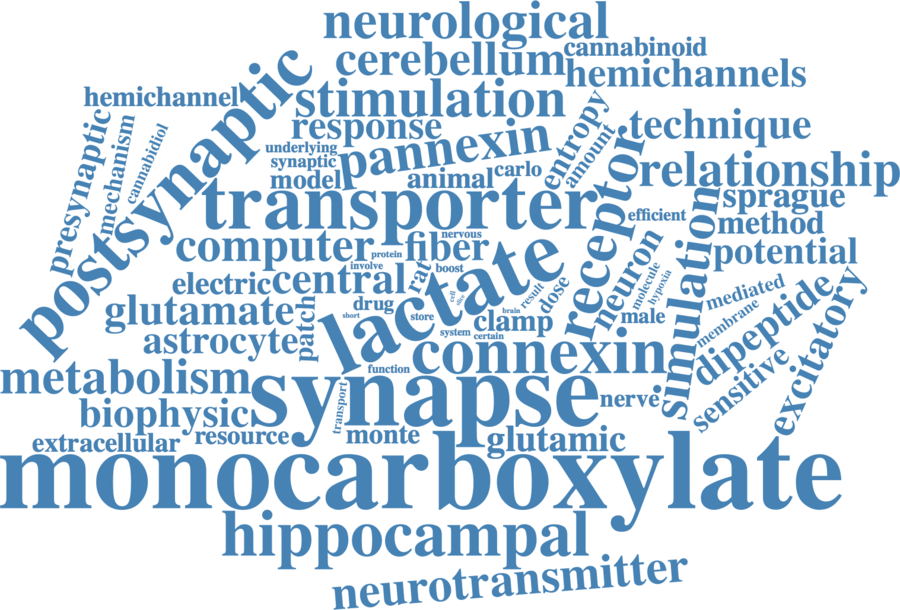 neurological
cerebellum
cannabinoid
hemichannels
hemichannel
stimulation
postsynaptic
presynaptic
mechanism
cannabidiol
response
underlying
synaptic
model
pannexin
animal
carlo
entropy
amount
technique
receptor
relationship
transporter
sprague
efficient
method
computer
protein
nervous
fiber
involve
boost
potential
electric
central
rat
lactate
cell
slice
result
dose
neuron
molecule
hypoxia
simulation
mediated
membrane
dipeptide
sensitive
excitatory
glutamate
patch
drug
short
store
brain
clamp
male
system
certain
astrocyte
connexin
function
metabolism
synapse
transport
nerve
biophysic
extracellular
resource
monte
glutamic
monocarboxylate
hippocampal
neurotransmitter